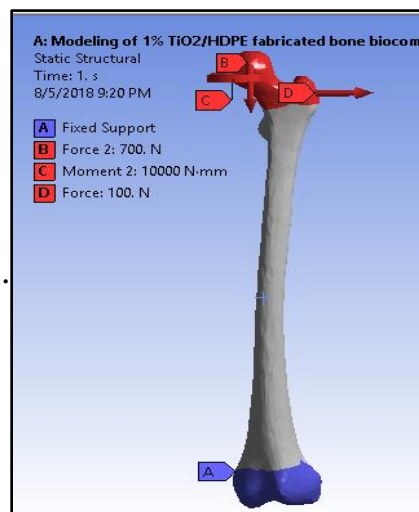 A: Modeling of 1% TiO2/HDPE fabricated bone biocom
Static Structural
Time: 1. s
8/5/2018 9:20 PM
A Fixed Support
B Force 2: 700. N
C Moment 2: 10000 N·mm
D Force: 100. N
B
C
D
A